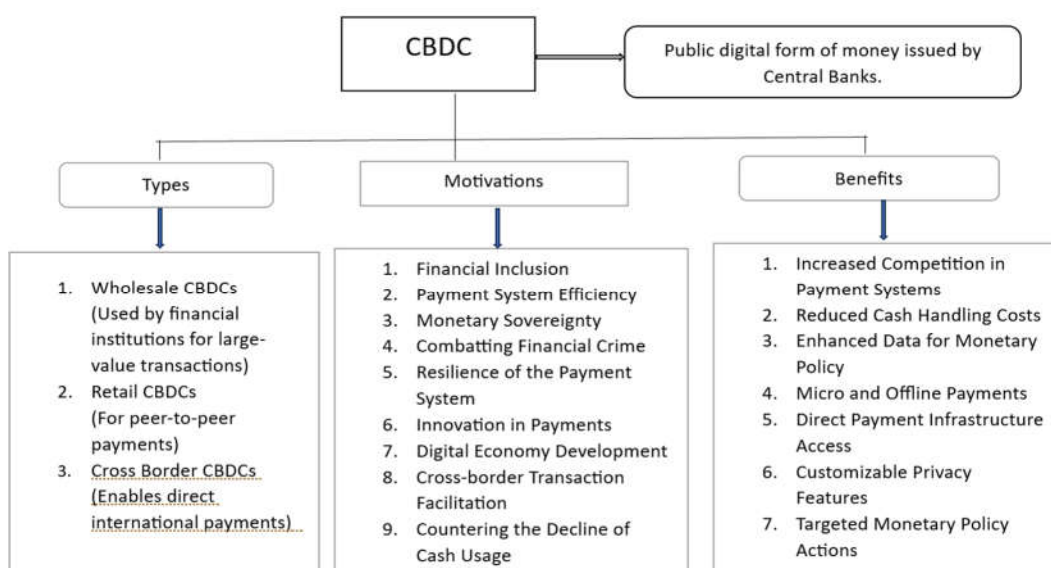 CBDC
Public digital form of money issued by
Central Banks.
Types
Motivations
Benefits
1. Wholesale CBDCs
(Used by financial
institutions for large-
value transactions)
2. Retail CBDCs
(For peer-to-peer
payments)
3. Cross Border CBDCs
(Enables direct
international payments)
1. Financial Inclusion
2. Payment System Efficiency
3. Monetary Sovereignty
4. Combatting Financial Crime
5. Resilience of the Payment
System
6. Innovation in Payments
7. Digital Economy Development
8. Cross-border Transaction
Facilitation
9. Countering the Decline of
Cash Usage
1. Increased Competition in
Payment Systems
2. Reduced Cash Handling Costs
3. Enhanced Data for Monetary
Policy
4. Micro and Offline Payments
5. Direct Payment Infrastructure
Access
6. Customizable Privacy
Features
7. Targeted Monetary Policy
Actions